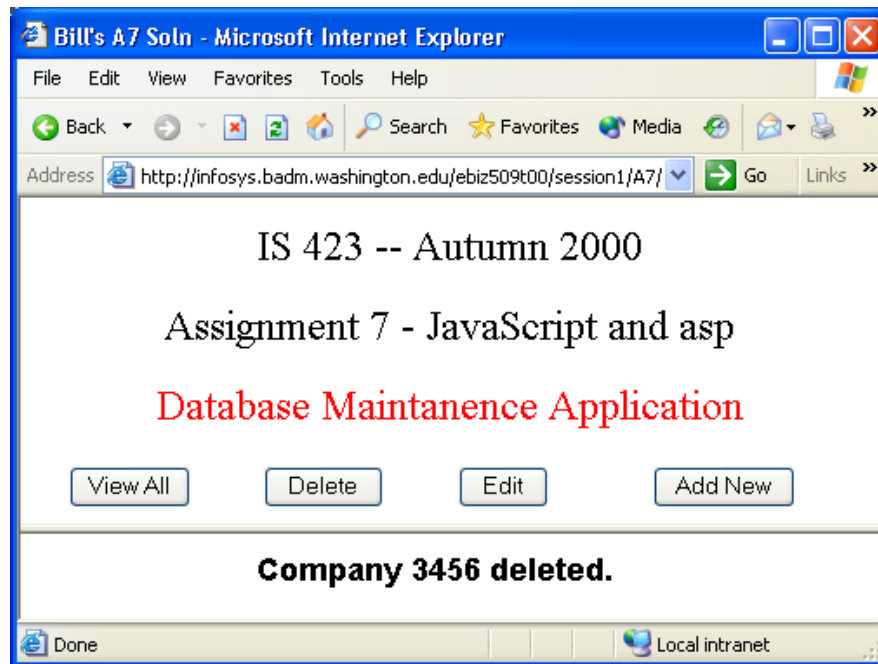 Bill's A7 Soln - Microsoft Internet Explorer
File Edit View Favorites Tools Help
Back Search Favorites Media »
Address http://infosys.badm.washington.edu/ebiz509t00/session1/A7/ Go Links »
IS 423 -- Autumn 2000
Assignment 7 - JavaScript and asp
Database Maintanence Application
View All Delete Edit Add New
Company 3456 deleted.
Done Local intranet